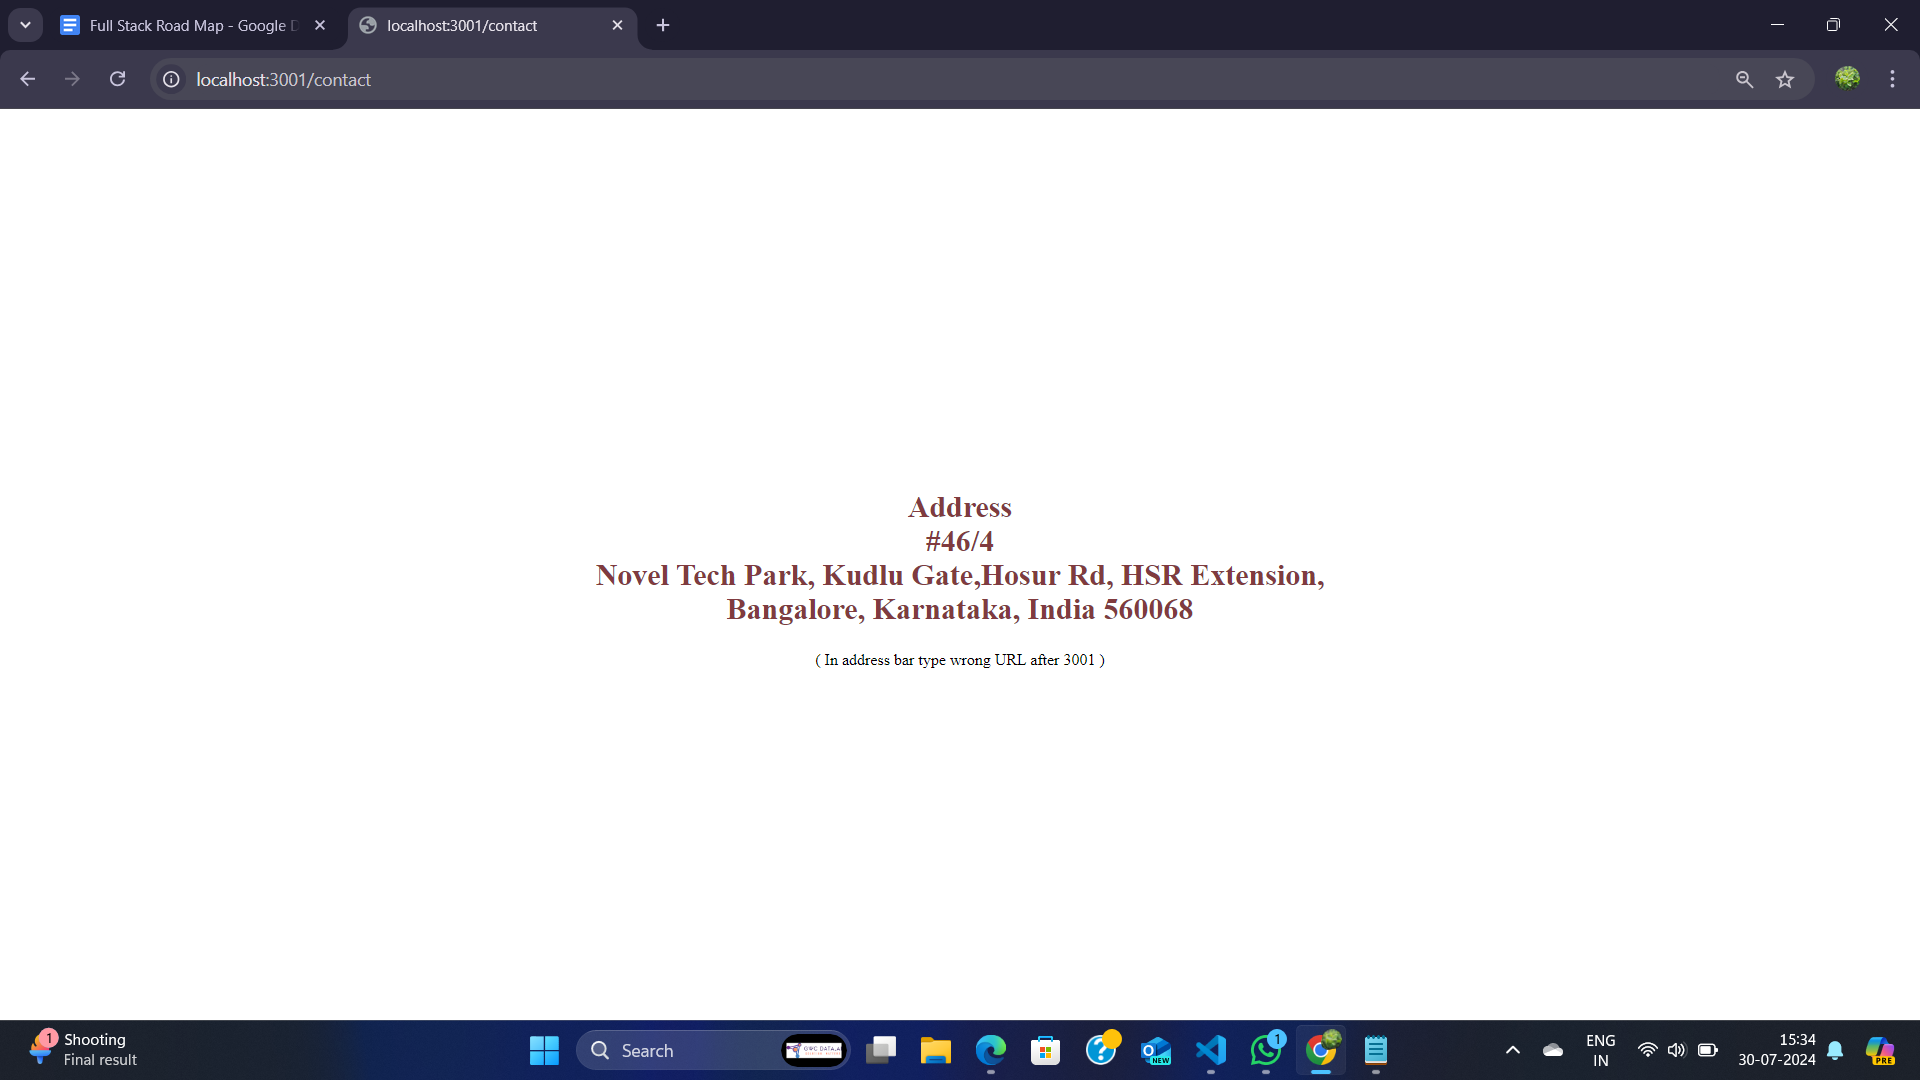 Full Stack Road Map - Google D
localhost:3001/contact
localhost:3001/contact
Address
#46/4
Novel Tech Park, Kudlu Gate,Hosur Rd, HSR Extension,
Bangalore, Karnataka, India 560068
( In address bar type wrong URL after 3001 )
1
Shooting
Final result
Search
NEW
1
ENG
IN
15:34
30-07-2024
PRE